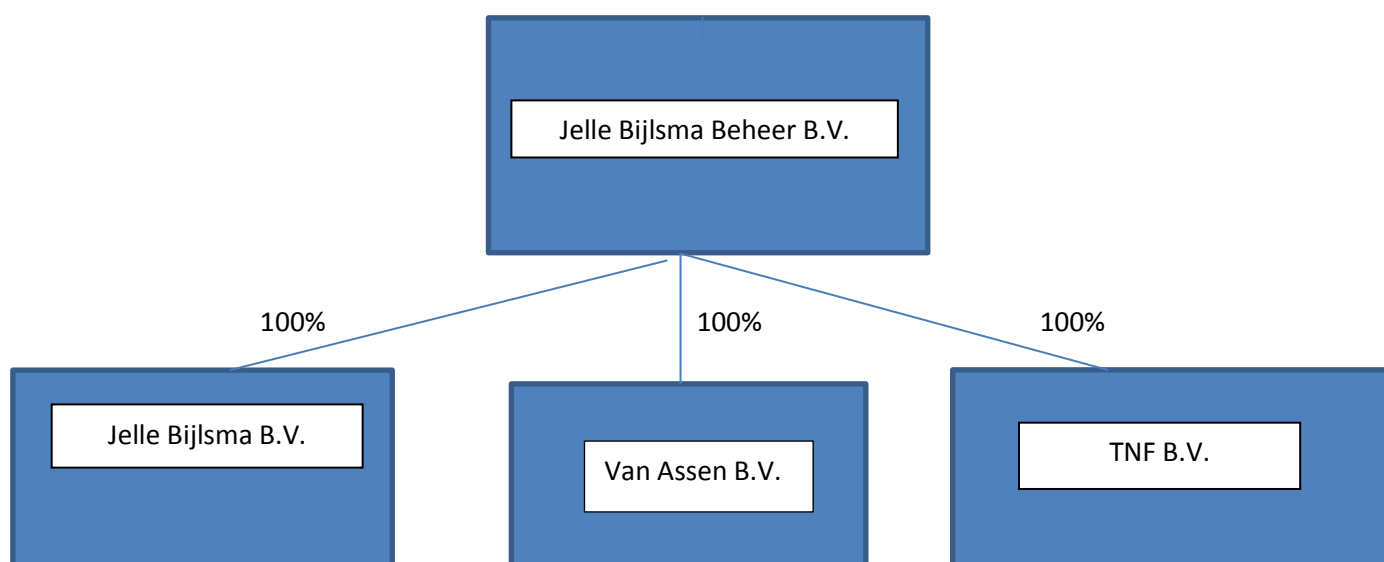 Jelle Bijlsma Beheer B.V.
100%
100%
100%
Jelle Bijlsma B.V.
Van Assen B.V.
TNF B.V.